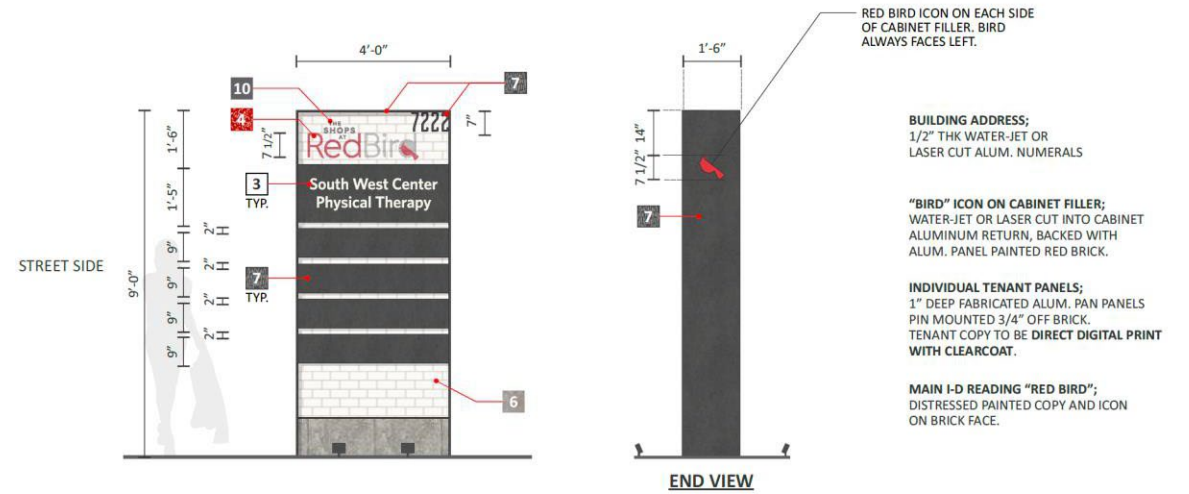 RED BIRD ICON ON EACH SIDE
OF CABINET FILLER. BIRD
ALWAYS FACES LEFT.
4’-0”
1’-6”
10
7
4
THE
SHOPS
AT
RedBird
7222
7”
7 1/2”
1’-6”
3
TYP.
South West Center
Physical Therapy
1’-5”
2”
9”
2”
9”
7
TYP.
2”
9”
2”
9”
STREET SIDE
9’-0”
6
14”
7 1/2”
7
END VIEW
BUILDING ADDRESS;
1/2” THK WATER-JET OR
LASER CUT ALUM. NUMERALS
“BIRD” ICON ON CABINET FILLER;
WATER-JET OR LASER CUT INTO CABINET
ALUMINUM RETURN, BACKED WITH
ALUM. PANEL PAINTED RED BRICK.
INDIVIDUAL TENANT PANELS;
1” DEEP FABRICATED ALUM. PAN PANELS
PIN MOUNTED 3/4” OFF BRICK.
TENANT COPY TO BE DIRECT DIGITAL PRINT
WITH CLEARCOAT.
MAIN I-D READING “RED BIRD”;
DISTRESSED PAINTED COPY AND ICON
ON BRICK FACE.